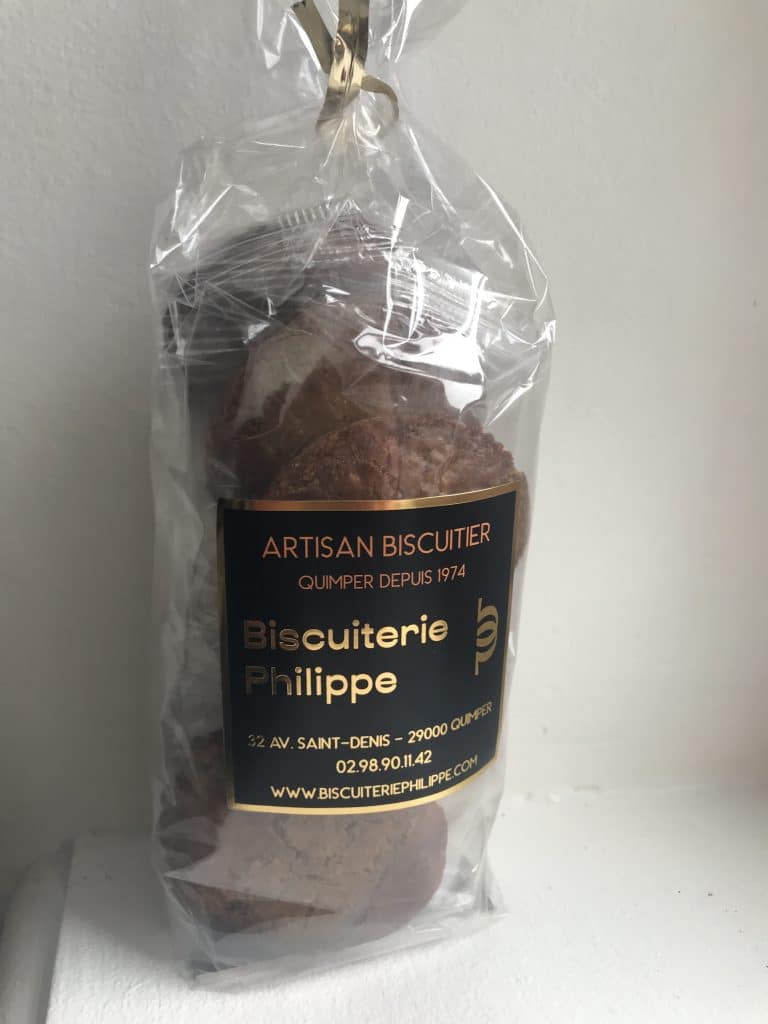 ARTISAN BISCUITIER
QUIMPER DEPUIS 1974
Biscuiterie
Philippe
32 AV. SAINT-DENIS - 29000 QUIMPER
02.98.90.11.42
WWW.BISCUITERIEPHILIPPE.COM